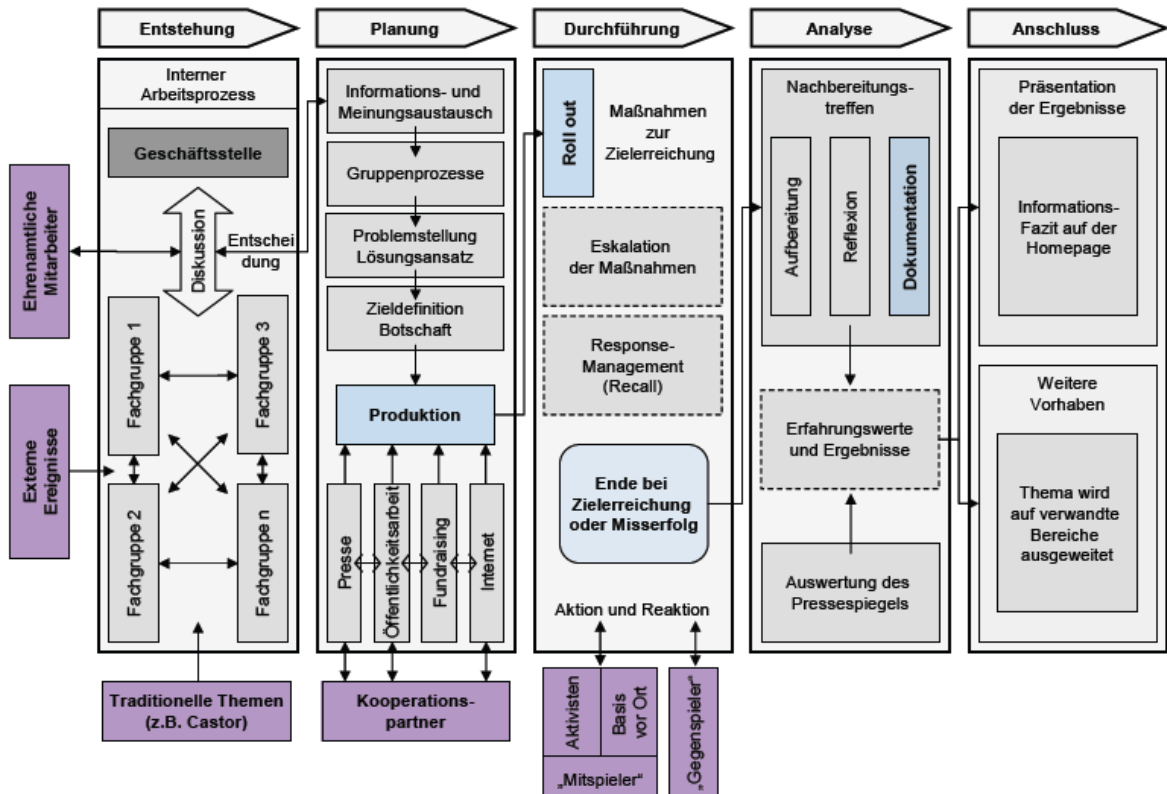 Entstehung
Planung
Durchführung
Analyse
Anschluss
Interner
Arbeitsprozess
Geschäftsstelle
Diskussion
Entschei
dung
Fachgruppe 1
Fachgruppe 3
Fachgruppe 2
Fachgruppe n
Ehrenamtliche
Mitarbeiter
Externe
Ereignisse
Traditionelle Themen
(z.B. Castor)
Informations- und
Meinungsaustausch
Gruppenprozesse
Problemstellung
Lösungsansatz
Zieldefinition
Botschaft
Produktion
Presse
Öffentlichkeitsarbeit
Fundraising
Internet
Kooperations-
partner
Roll out
Maßnahmen
zur
Zielerreichung
Eskalation
der Maßnahmen
Response-
Management
(Recall)
Ende bei
Zielerreichung
oder Misserfolg
Aktion und Reaktion
Aktivisten
Basis
vor Ort
„Mitspieler“
„Gegenspieler“
Nachbereitungs-
treffen
Aufbereitung
Reflexion
Dokumentation
Erfahrungswerte
und Ergebnisse
Auswertung des
Pressespiegels
Präsentation
der Ergebnisse
Informations-
Fazit auf der
Homepage
Weitere
Vorhaben
Thema wird
auf verwandte
Bereiche
ausgeweitet